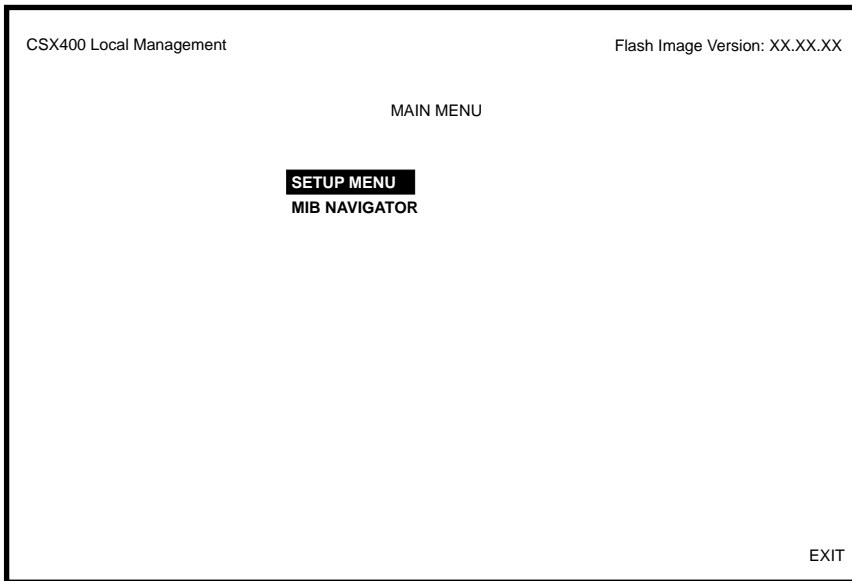 CSX400 Local Management Flash Image Version: XX.XX.XX
MAIN MENU
SETUP MENU
MIB NAVIGATOR
EXIT